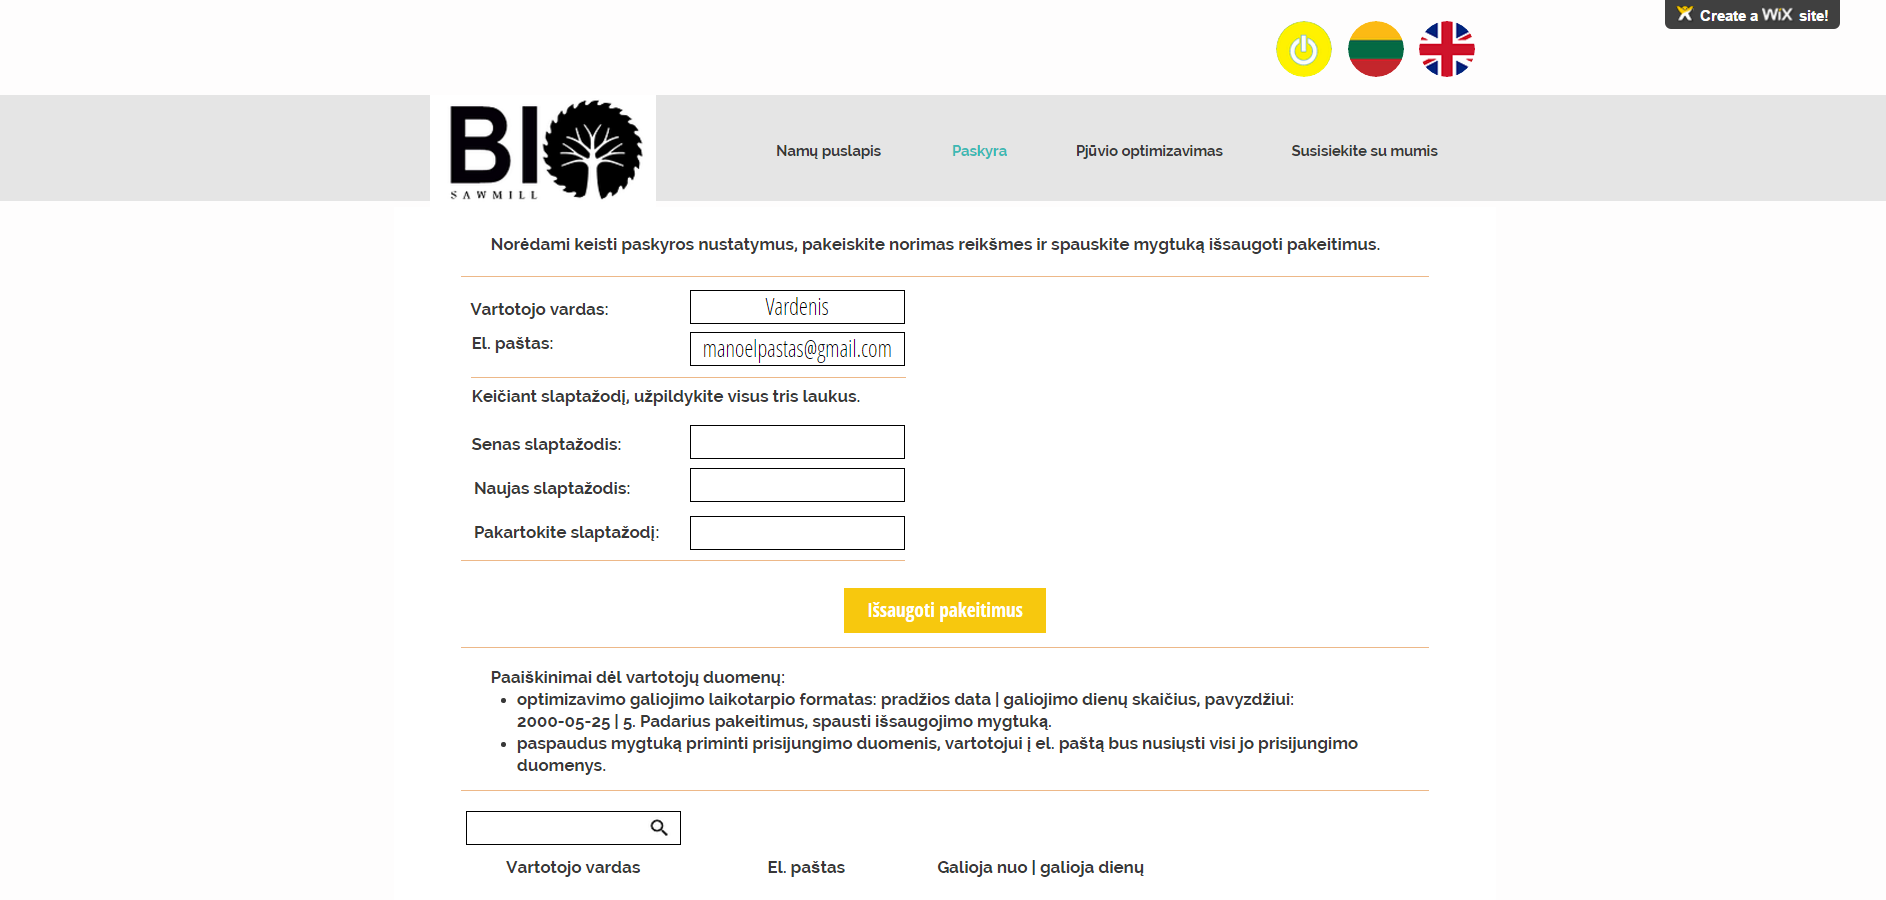 Create a WiX site!
BIO
SAWMILL
Namų puslapis
Paskyra
Pjūvio optimizavimas
Susisiekite su mumis
Norėdami keisti paskyros nustatymus, pakeiskite norimas reikšmes ir spauskite mygtuką išsaugoti pakeitimus.
Vartotojo vardas:
Vardenis
El. paštas:
manoelpastas@gmail.com
Keičiant slaptažodį, užpildykite visus tris laukus.
Senas slaptažodis:
Naujas slaptažodis:
Pakartokite slaptažodį:
Išsaugoti pakeitimus
Paaiškinimai dėl vartotojų duomenų:
• optimizavimo galiojimo laikotarpio formatas: pradžios data | galiojimo dienų skaičius, pavyzdžiui:
2000-05-25 | 5. Padarius pakeitimus, spausti išsaugojimo mygtuką.
• paspaudus mygtuką priminti prisijungimo duomenis, vartotojui į el. paštą bus nusiųsti visi jo prisijungimo
duomenys.
Vartotojo vardas
El. paštas
Galioja nuo | galioja dienų